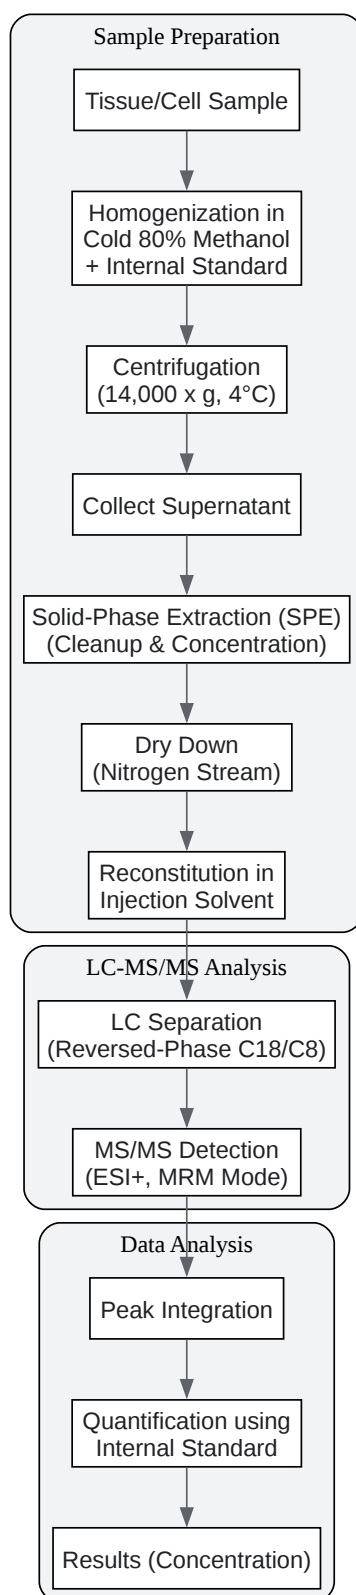 Sample Preparation
Tissue/Cell Sample
Homogenization in
Cold 80% Methanol
+ Internal Standard
Centrifugation
(14,000 x g, 4°C)
Collect Supernatant
Solid-Phase Extraction (SPE)
(Cleanup & Concentration)
Dry Down
(Nitrogen Stream)
Reconstitution in
Injection Solvent
LC-MS/MS Analysis
LC Separation
(Reversed-Phase C18/C8)
MS/MS Detection
(ESI+, MRM Mode)
Data Analysis
Peak Integration
Quantification using
Internal Standard
Results (Concentration)